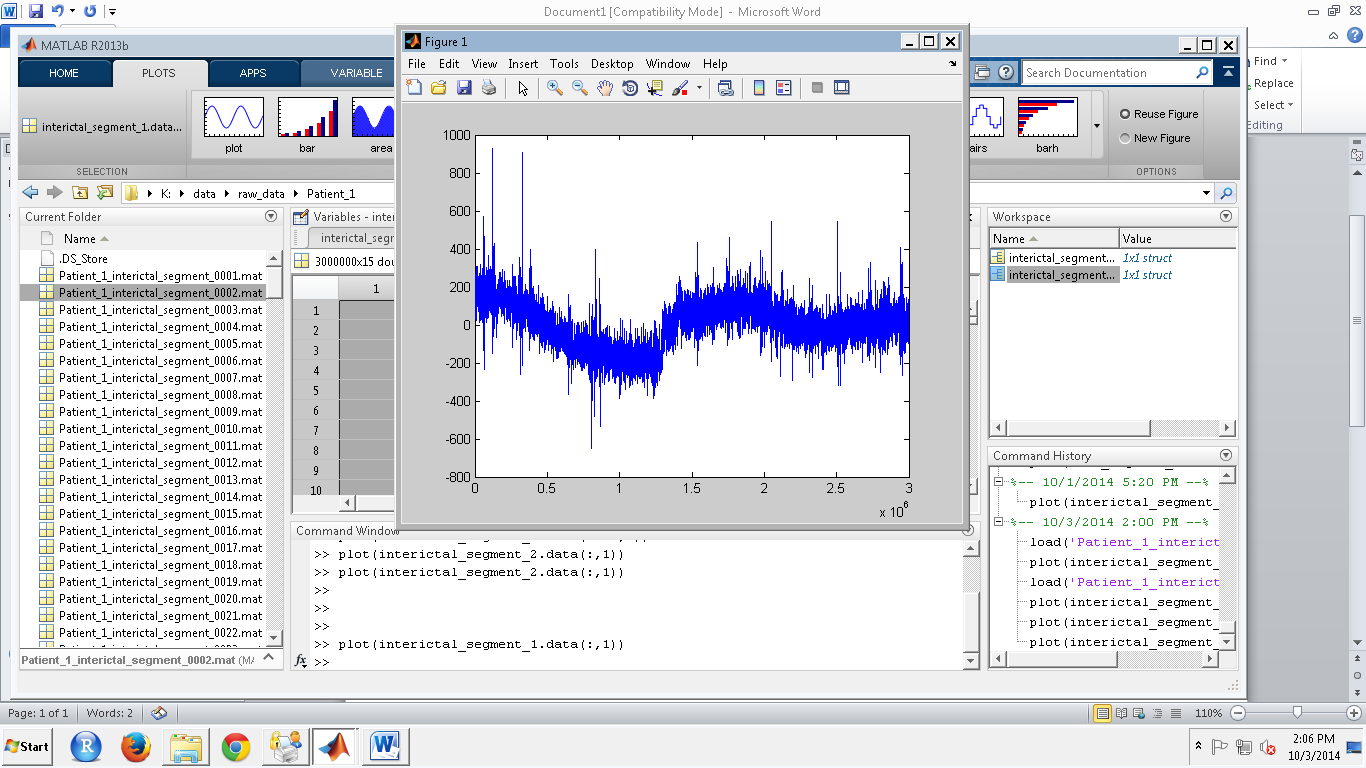 Document1 [Compatibility Mode] - Microsoft Word
MATLAB R2013b
HOME PLOTS APPS VARIABLE
Search Documentation
Find
Replace
Select
Editing
interictal_segment_1.data...
plot bar area
airs barh
Reuse Figure
New Figure
SELECTION
OPTIONS
K: data raw_data Patient_1
Figure 1
File Edit View Insert Tools Desktop Window Help
1000
800
600
400
200
0
-200
-400
-600
-800
0 0.5 1 1.5 2 2.5 3
x 10^6
Current Folder
Name
.DS_Store
Patient_1_interictal_segment_0001.mat
Patient_1_interictal_segment_0002.mat
Patient_1_interictal_segment_0003.mat
Patient_1_interictal_segment_0004.mat
Patient_1_interictal_segment_0005.mat
Patient_1_interictal_segment_0006.mat
Patient_1_interictal_segment_0007.mat
Patient_1_interictal_segment_0008.mat
Patient_1_interictal_segment_0009.mat
Patient_1_interictal_segment_0010.mat
Patient_1_interictal_segment_0011.mat
Patient_1_interictal_segment_0012.mat
Patient_1_interictal_segment_0013.mat
Patient_1_interictal_segment_0014.mat
Patient_1_interictal_segment_0015.mat
Patient_1_interictal_segment_0016.mat
Patient_1_interictal_segment_0017.mat
Patient_1_interictal_segment_0018.mat
Patient_1_interictal_segment_0019.mat
Patient_1_interictal_segment_0020.mat
Patient_1_interictal_segment_0021.mat
Patient_1_interictal_segment_0022.mat
Patient_1_interictal_segment_0002.mat (MA
Variables - inter
interictal_segr
3000000x15 dou
1
1
2
3
4
5
6
7
8
9
10
Command Window
>> plot(interictal_segment_2.data(:,1))
>> plot(interictal_segment_2.data(:,1))
>>
>>
>>
>> plot(interictal_segment_1.data(:,1))
fx >>
Workspace
Name Value
interictal_segment... 1x1 struct
interictal_segment... 1x1 struct
Command History
%-- 10/1/2014 5:20 PM --%
plot(interictal_segment_
%-- 10/3/2014 2:00 PM --%
load('Patient_1_interict
plot(interictal_segment_
load('Patient_1_interict
plot(interictal_segment_
plot(interictal_segment_
plot(interictal_segment_
Page: 1 of 1 Words: 2
110%
Start
2:06 PM
10/3/2014